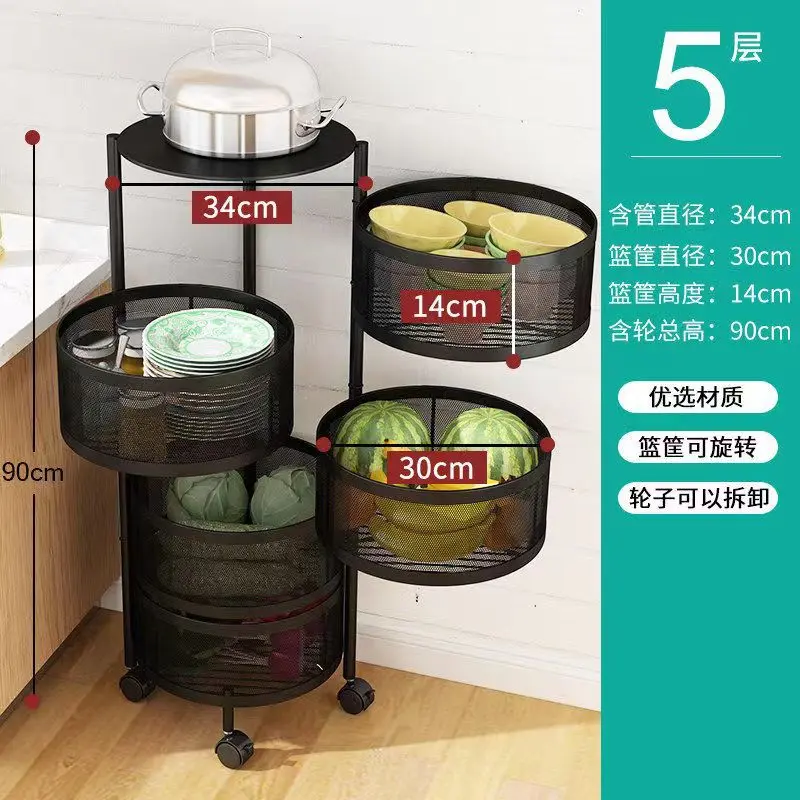 5层
34cm
14cm
90cm
30cm
含管直径：34cm
篮筐直径：30cm
篮筐高度：14cm
含轮总高：90cm
优选材质
篮筐可旋转
轮子可以拆卸